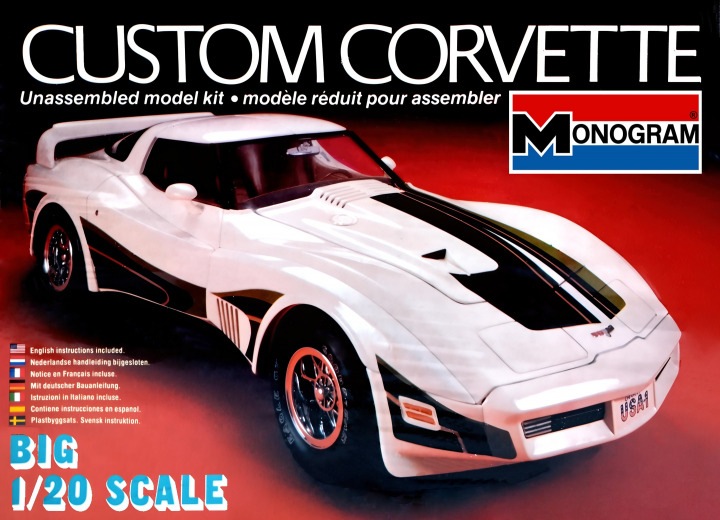 CUSTOM CORVETTE
Unassembled model kit • modèle réduit pour assembler
MONOGRAM®
English instructions included.
Nederlandse handleiding bijgesloten.
Notice en Français incluse.
Mit deutscher Bauanleitung.
Istruzioni in Italiano incluse.
Contiene instrucciones en espanol.
Plastbyggsats. Svensk instruktion.
USA-1
BIG
1/20 SCALE